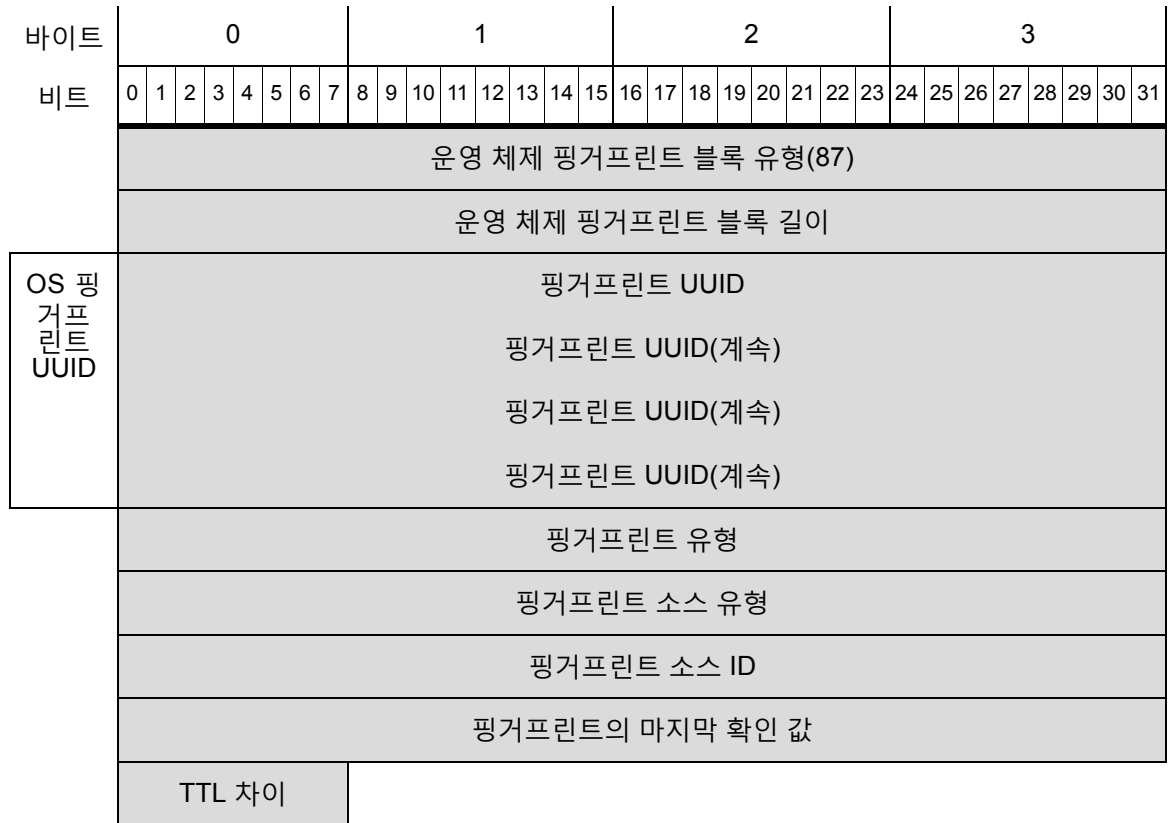 바이트 0 1 2 3
비트 0 1 2 3 4 5 6 7 8 9 10 11 12 13 14 15 16 17 18 19 20 21 22 23 24 25 26 27 28 29 30 31
운영 체제 핑거프린트 블록 유형(87)
운영 체제 핑거프린트 블록 길이
OS 핑
거프
린트
UUID
핑거프린트 UUID
핑거프린트 UUID(계속)
핑거프린트 UUID(계속)
핑거프린트 UUID(계속)
핑거프린트 유형
핑거프린트 소스 유형
핑거프린트 소스 ID
핑거프린트의 마지막 확인 값
TTL 차이